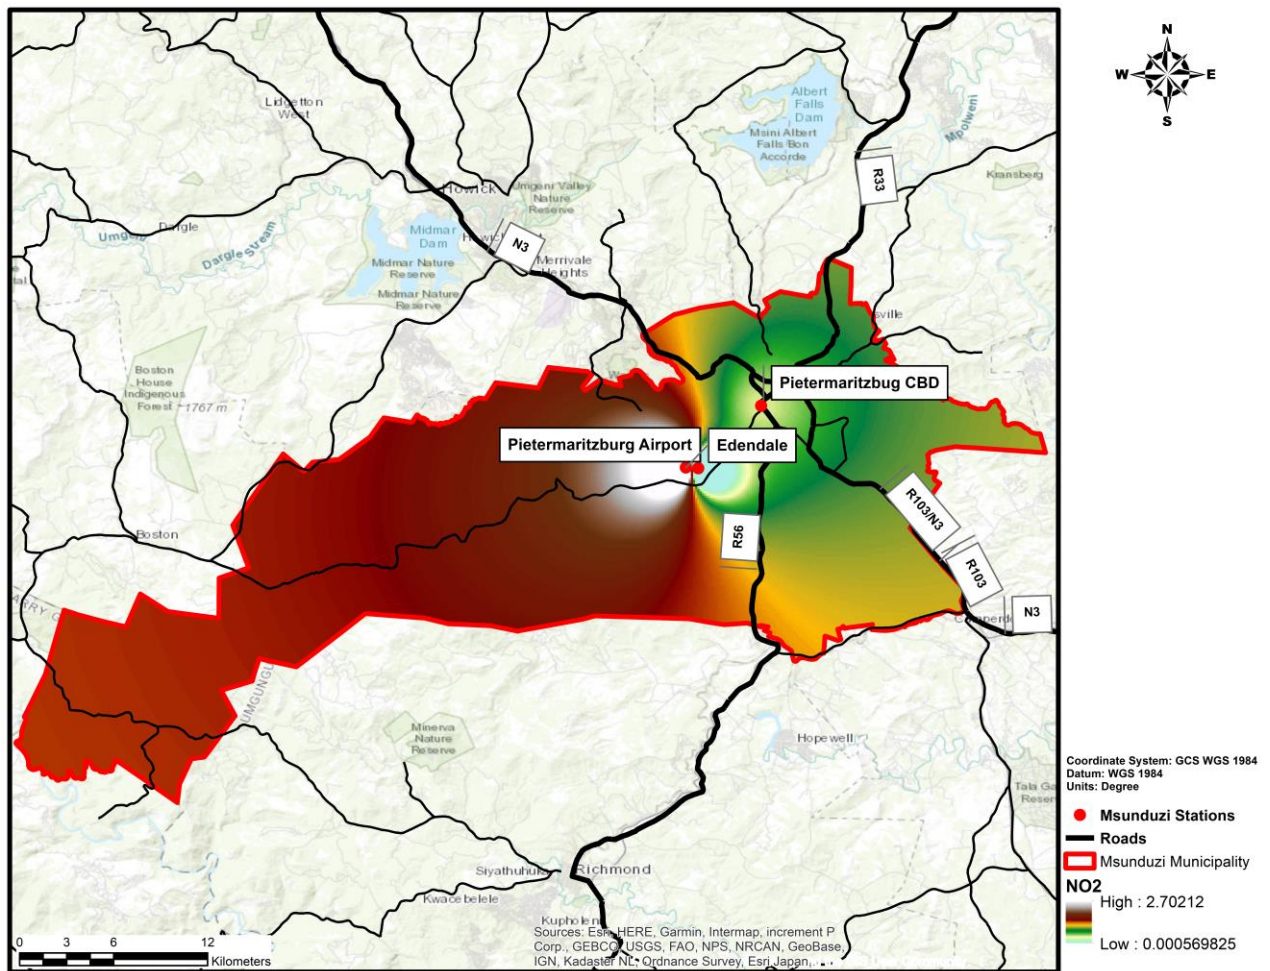 N
W E
S
Lidgetton
West
Albert
Falls
Dam
Msini Albert
Falls Bon
Accorde
Mpolweni
Kransberg
R33
Howick
Umgeni Valley
Nature
Reserve
Dargle
Dargle Stream
Midmar
Dam
N3
Merrivale
Heights
Midmar Nature
Reserve
Midmar Nature
Reserve
sville
Boston
House
Indigenous
Forest
1767 m
Pietermaritzbug CBD
Pietermaritzburg Airport
Edendale
R103/N3
R56
R103
N3
Boston
Minerva
Nature
Reserve
Hopewell
Richmond
Kwacebelele
Coordinate System: GCS WGS 1984
Datum: WGS 1984
Units: Degree
Msunduzi Stations
Roads
Msunduzi Municipality
NO2
High : 2.70212
Low : 0.000569825
0 3 6 12
Kilometers
Sources: Esri, HERE, Garmin, Intermap, increment P
Corp., GEBCO, USGS, FAO, NPS, NRCAN, GeoBase,
IGN, Kadaster NL, Ordnance Survey, Esri Japan,